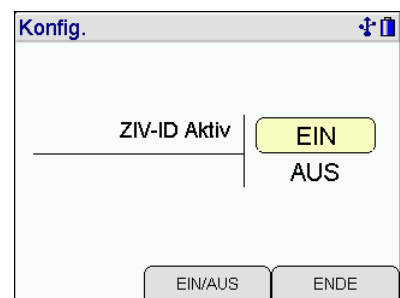 Konfig.
ZIV-ID Aktiv
EIN
AUS
EIN/AUS
ENDE